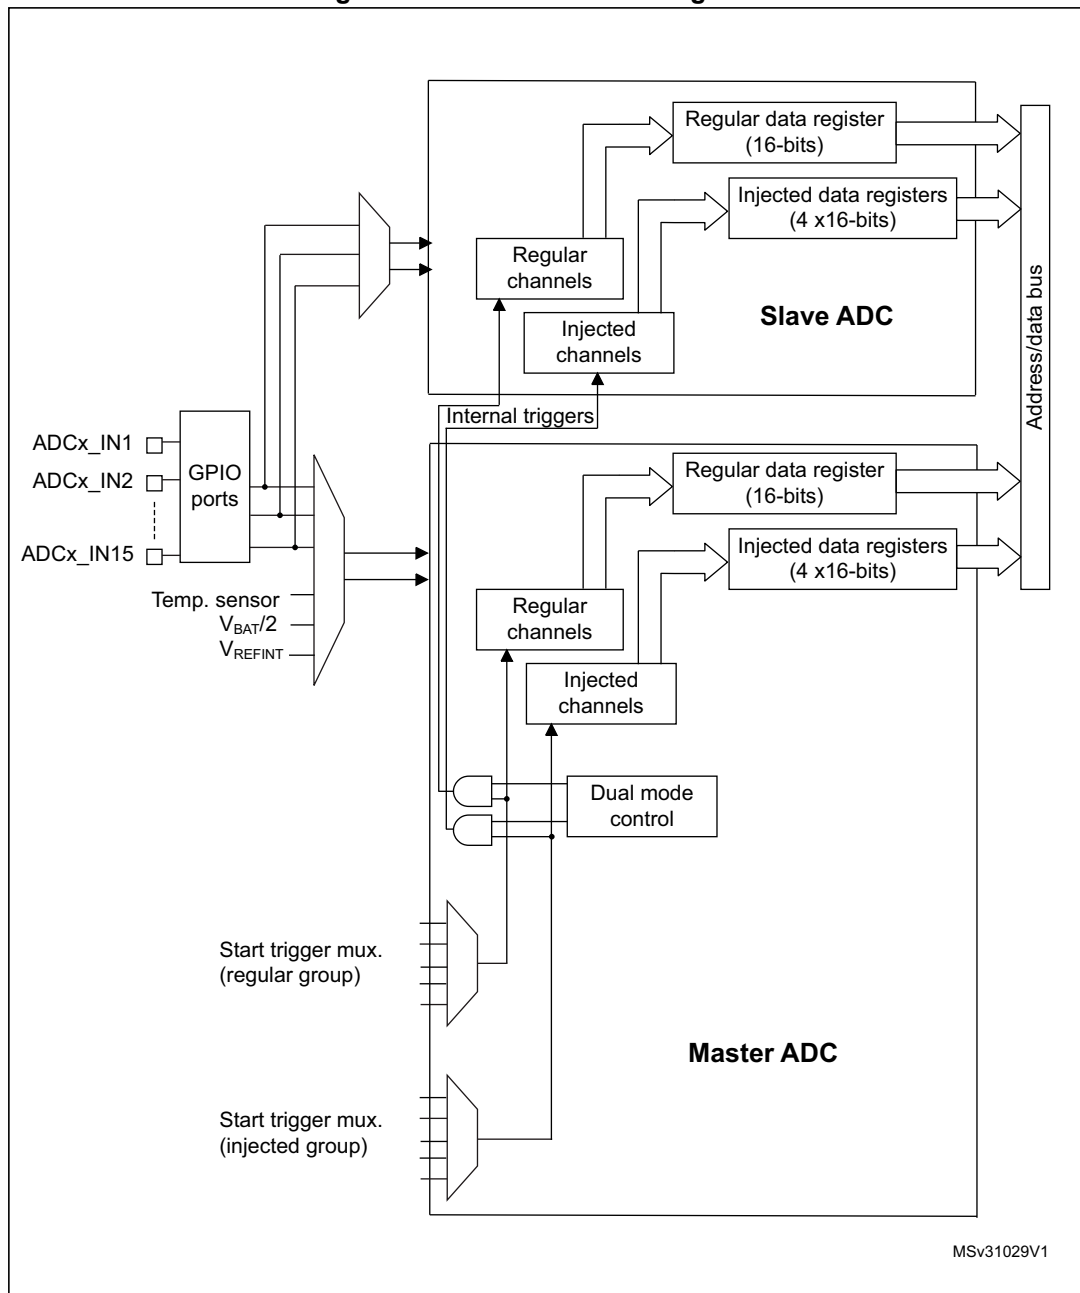 Regular data register
(16-bits)
Injected data registers
(4 x16-bits)
Regular
channels
Injected
channels
Slave ADC
Address/data bus
Internal triggers
ADCx_IN1
ADCx_IN2
ADCx_IN15
GPIO
ports
Temp. sensor
VBAT/2
VREFINT
Regular data register
(16-bits)
Injected data registers
(4 x16-bits)
Regular
channels
Injected
channels
Dual mode
control
Start trigger mux.
(regular group)
Master ADC
Start trigger mux.
(injected group)
MSv31029V1